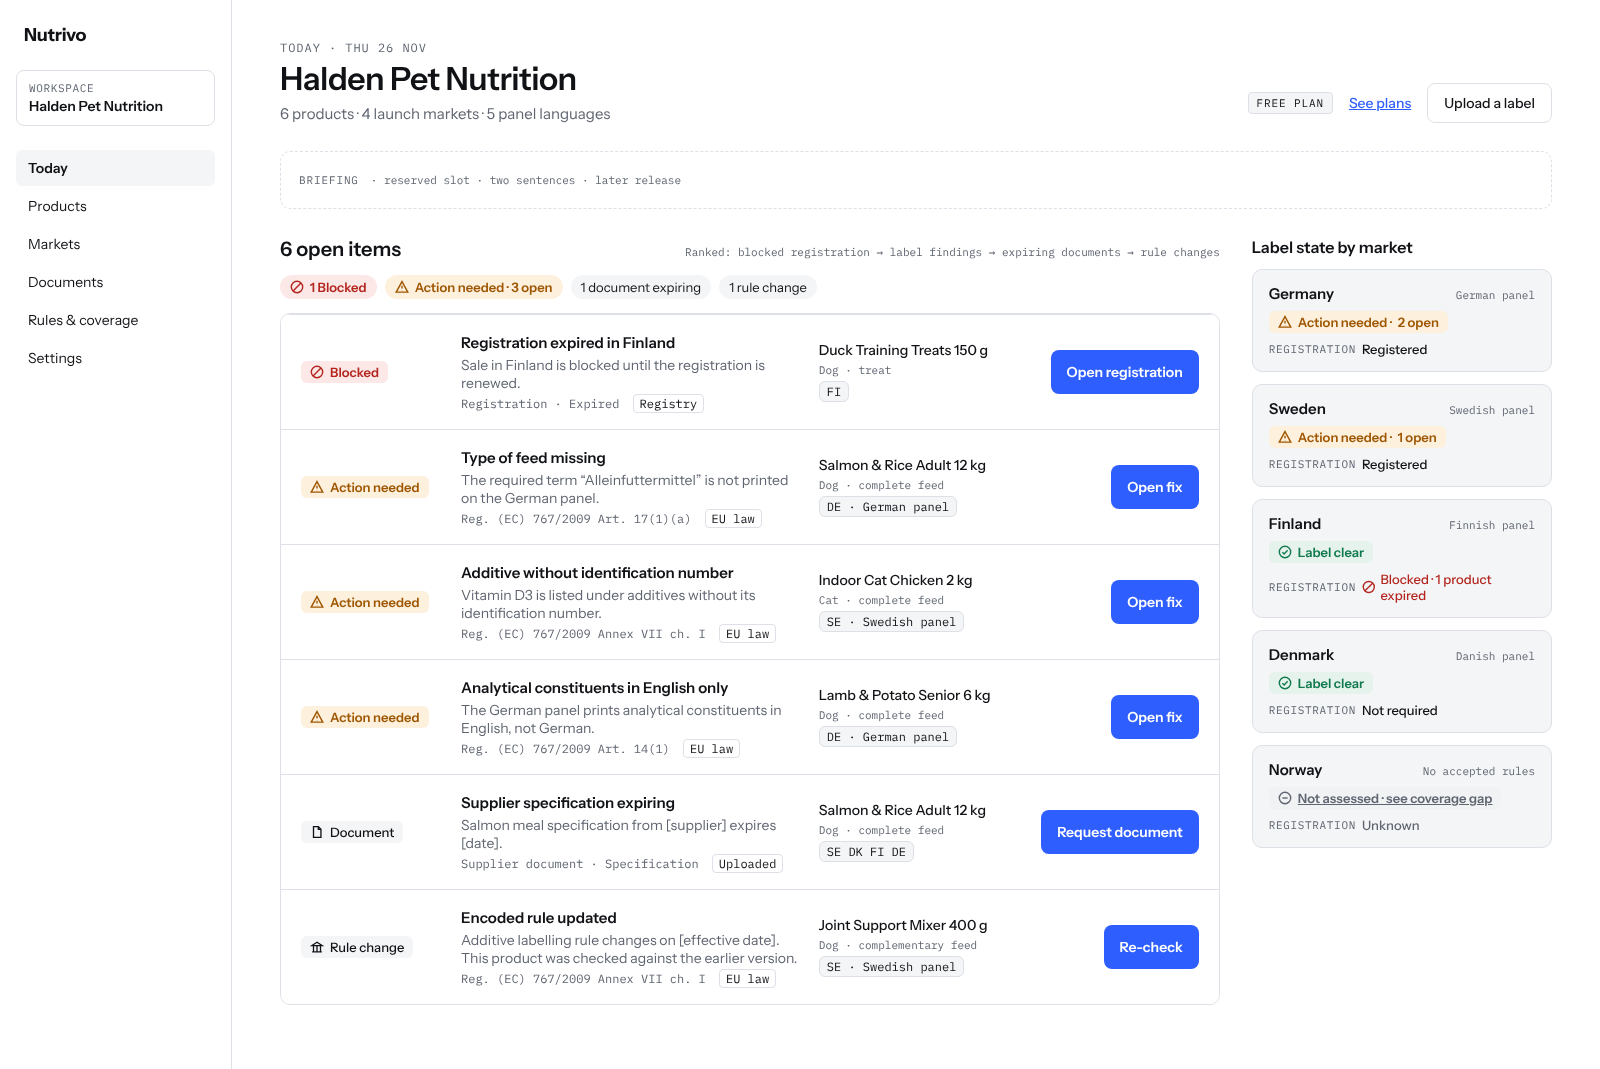 Nutrivo
WORKSPACE
Halden Pet Nutrition
Today
Products
Markets
Documents
Rules & coverage
Settings
TODAY · THU 26 NOV
Halden Pet Nutrition
6 products · 4 launch markets · 5 panel languages
FREE PLAN
See plans
Upload a label
BRIEFING · reserved slot · two sentences · later release
6 open items
Ranked: blocked registration → label findings → expiring documents → rule changes
1 Blocked
Action needed · 3 open
1 document expiring
1 rule change
Blocked
Registration expired in Finland
Sale in Finland is blocked until the registration is
renewed.
Registration · Expired Registry
Duck Training Treats 150 g
Dog · treat
FI
Open registration
Action needed
Type of feed missing
The required term “Alleinfuttermittel” is not printed
on the German panel.
Reg. (EC) 767/2009 Art. 17(1)(a) EU law
Salmon & Rice Adult 12 kg
Dog · complete feed
DE · German panel
Open fix
Action needed
Additive without identification number
Vitamin D3 is listed under additives without its
identification number.
Reg. (EC) 767/2009 Annex VII ch. I EU law
Indoor Cat Chicken 2 kg
Cat · complete feed
SE · Swedish panel
Open fix
Action needed
Analytical constituents in English only
The German panel prints analytical constituents in
English, not German.
Reg. (EC) 767/2009 Art. 14(1) EU law
Lamb & Potato Senior 6 kg
Dog · complete feed
DE · German panel
Open fix
Document
Supplier specification expiring
Salmon meal specification from [supplier] expires
[date].
Supplier document · Specification Uploaded
Salmon & Rice Adult 12 kg
Dog · complete feed
SE DK FI DE
Request document
Rule change
Encoded rule updated
Additive labelling rule changes on [effective date].
This product was checked against the earlier version.
Reg. (EC) 767/2009 Annex VII ch. I EU law
Joint Support Mixer 400 g
Dog · complementary feed
SE · Swedish panel
Re-check
Label state by market
Germany
German panel
Action needed · 2 open
REGISTRATION Registered
Sweden
Swedish panel
Action needed · 1 open
REGISTRATION Registered
Finland
Finnish panel
Label clear
REGISTRATION Blocked · 1 product
expired
Denmark
Danish panel
Label clear
REGISTRATION Not required
Norway
No accepted rules
Not assessed · see coverage gap
REGISTRATION Unknown